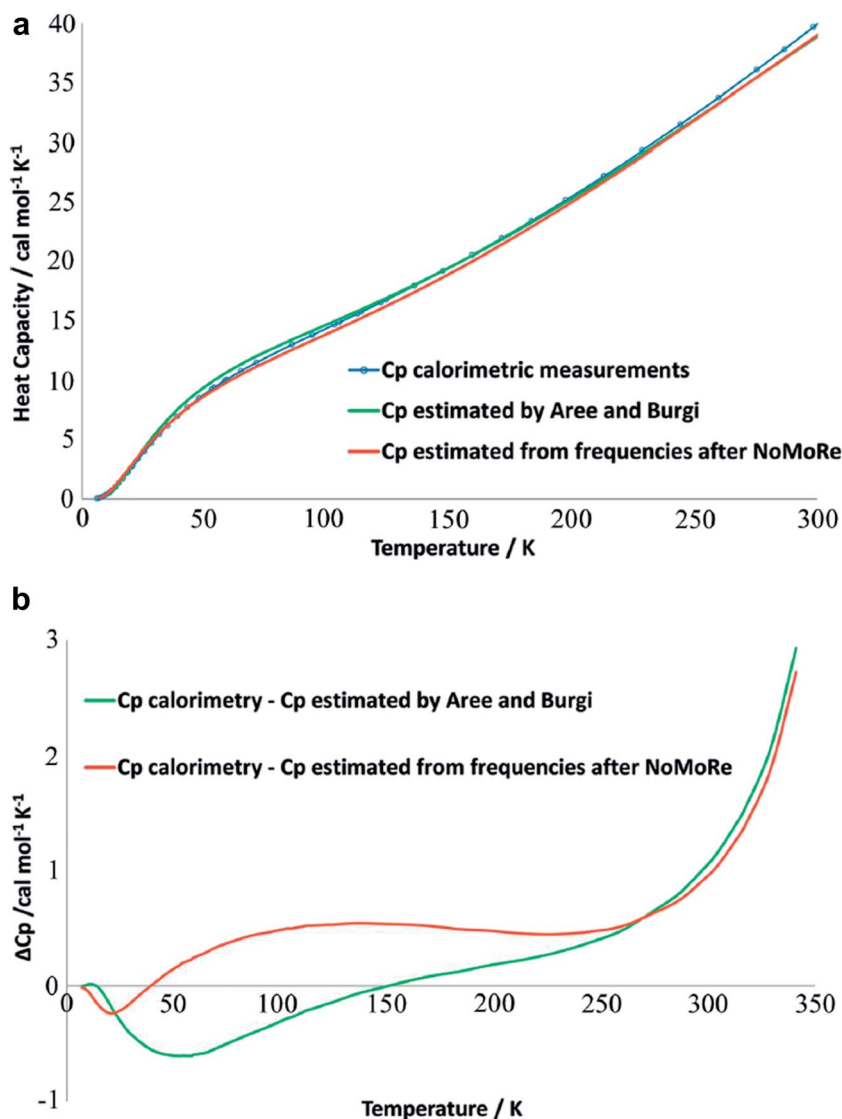 a
40
35
30
25
20
15
10
5
0
Heat Capacity / cal mol-1 K-1
Cp calorimetric measurements
Cp estimated by Aree and Burgi
Cp estimated from frequencies after NoMoRe
0 50 100 150 200 250 300
Temperature / K
b
3
2
1
0
-1
ΔCp /cal mol-1 K-1
Cp calorimetry - Cp estimated by Aree and Burgi
Cp calorimetry - Cp estimated from frequencies after NoMoRe
0 50 100 150 200 250 300 350
Temperature / K